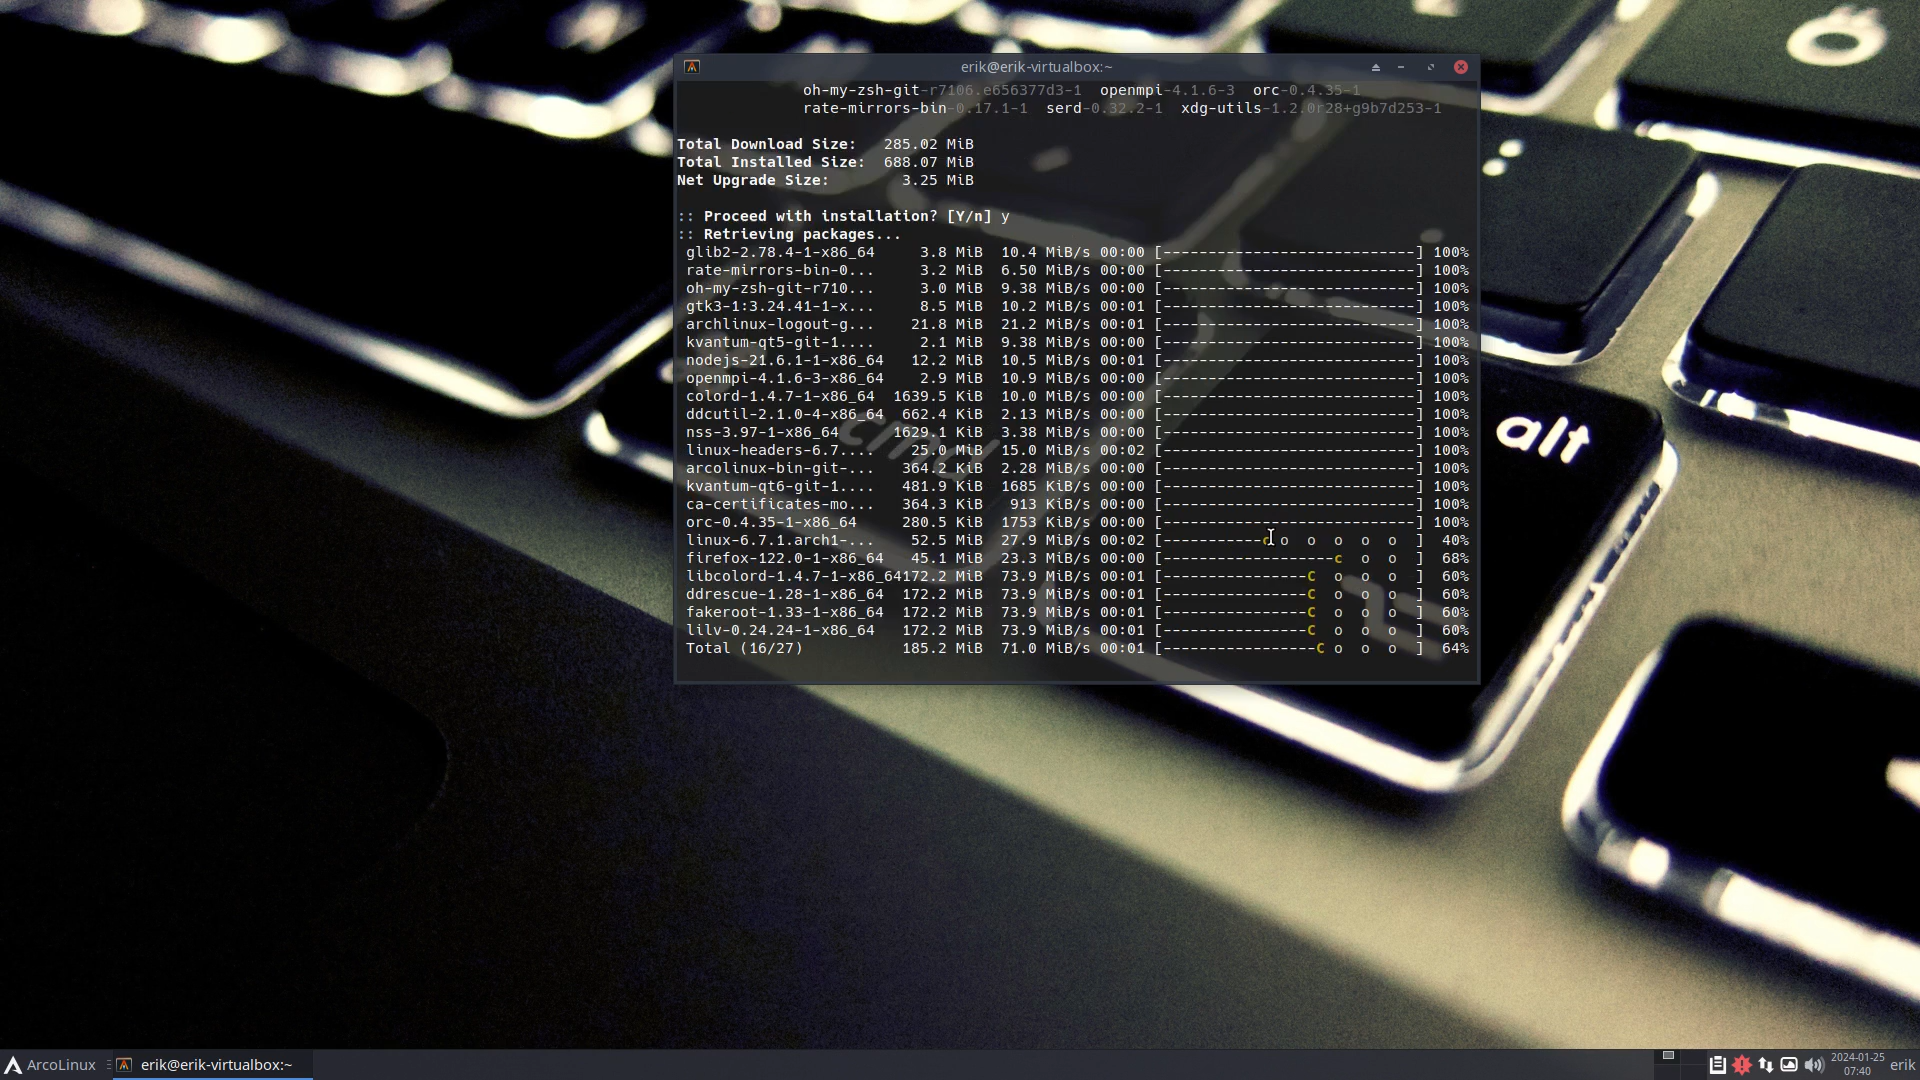 erik@erik-virtualbox:~
oh-my-zsh-git-r7106.e656377d3-1  openmpi-4.1.6-3  orc-0.4.35-1
rate-mirrors-bin-0.17.1-1  serd-0.32.2-1  xdg-utils-1.2.0r28+g9b7d253-1
Total Download Size:   285.02 MiB
Total Installed Size:  688.07 MiB
Net Upgrade Size:        3.25 MiB
:: Proceed with installation? [Y/n] y
:: Retrieving packages...
glib2-2.78.4-1-x86_64     3.8 MiB  10.4 MiB/s 00:00 [----------------------------] 100%
rate-mirrors-bin-0...     3.2 MiB  6.50 MiB/s 00:00 [----------------------------] 100%
oh-my-zsh-git-r710...     3.0 MiB  9.38 MiB/s 00:00 [----------------------------] 100%
gtk3-1:3.24.41-1-x...     8.5 MiB  10.2 MiB/s 00:01 [----------------------------] 100%
archlinux-logout-g...    21.8 MiB  21.2 MiB/s 00:01 [----------------------------] 100%
kvantum-qt5-git-1....     2.1 MiB  9.38 MiB/s 00:00 [----------------------------] 100%
nodejs-21.6.1-1-x86_64   12.2 MiB  10.5 MiB/s 00:01 [----------------------------] 100%
openmpi-4.1.6-3-x86_64    2.9 MiB  10.9 MiB/s 00:00 [----------------------------] 100%
colord-1.4.7-1-x86_64  1639.5 KiB  10.0 MiB/s 00:00 [----------------------------] 100%
ddcutil-2.1.0-4-x86_64  662.4 KiB  2.13 MiB/s 00:00 [----------------------------] 100%
nss-3.97-1-x86_64      1629.1 KiB  3.38 MiB/s 00:00 [----------------------------] 100%
linux-headers-6.7....    25.0 MiB  15.0 MiB/s 00:02 [----------------------------] 100%
arcolinux-bin-git-...   364.2 KiB  2.28 MiB/s 00:00 [----------------------------] 100%
kvantum-qt6-git-1....   481.9 KiB  1685 KiB/s 00:00 [----------------------------] 100%
ca-certificates-mo...   364.3 KiB   913 KiB/s 00:00 [----------------------------] 100%
orc-0.4.35-1-x86_64     280.5 KiB  1753 KiB/s 00:00 [----------------------------] 100%
linux-6.7.1.arch1-...    52.5 MiB  27.9 MiB/s 00:02 [-----------c o  o  o  o  o  ]  40%
firefox-122.0-1-x86_64   45.1 MiB  23.3 MiB/s 00:00 [-------------------c  o  o  ]  68%
libcolord-1.4.7-1-x86_64172.2 MiB  73.9 MiB/s 00:01 [----------------C  o  o  o  ]  60%
ddrescue-1.28-1-x86_64  172.2 MiB  73.9 MiB/s 00:01 [----------------C  o  o  o  ]  60%
fakeroot-1.33-1-x86_64  172.2 MiB  73.9 MiB/s 00:01 [----------------C  o  o  o  ]  60%
lilv-0.24.24-1-x86_64   172.2 MiB  73.9 MiB/s 00:01 [----------------C  o  o  o  ]  60%
Total (16/27)           185.2 MiB  71.0 MiB/s 00:01 [-----------------C o  o  o  ]  64%
cmd
alt
Ö
ArcoLinux
erik@erik-virtualbox:~
2024-01-25
07:40
erik